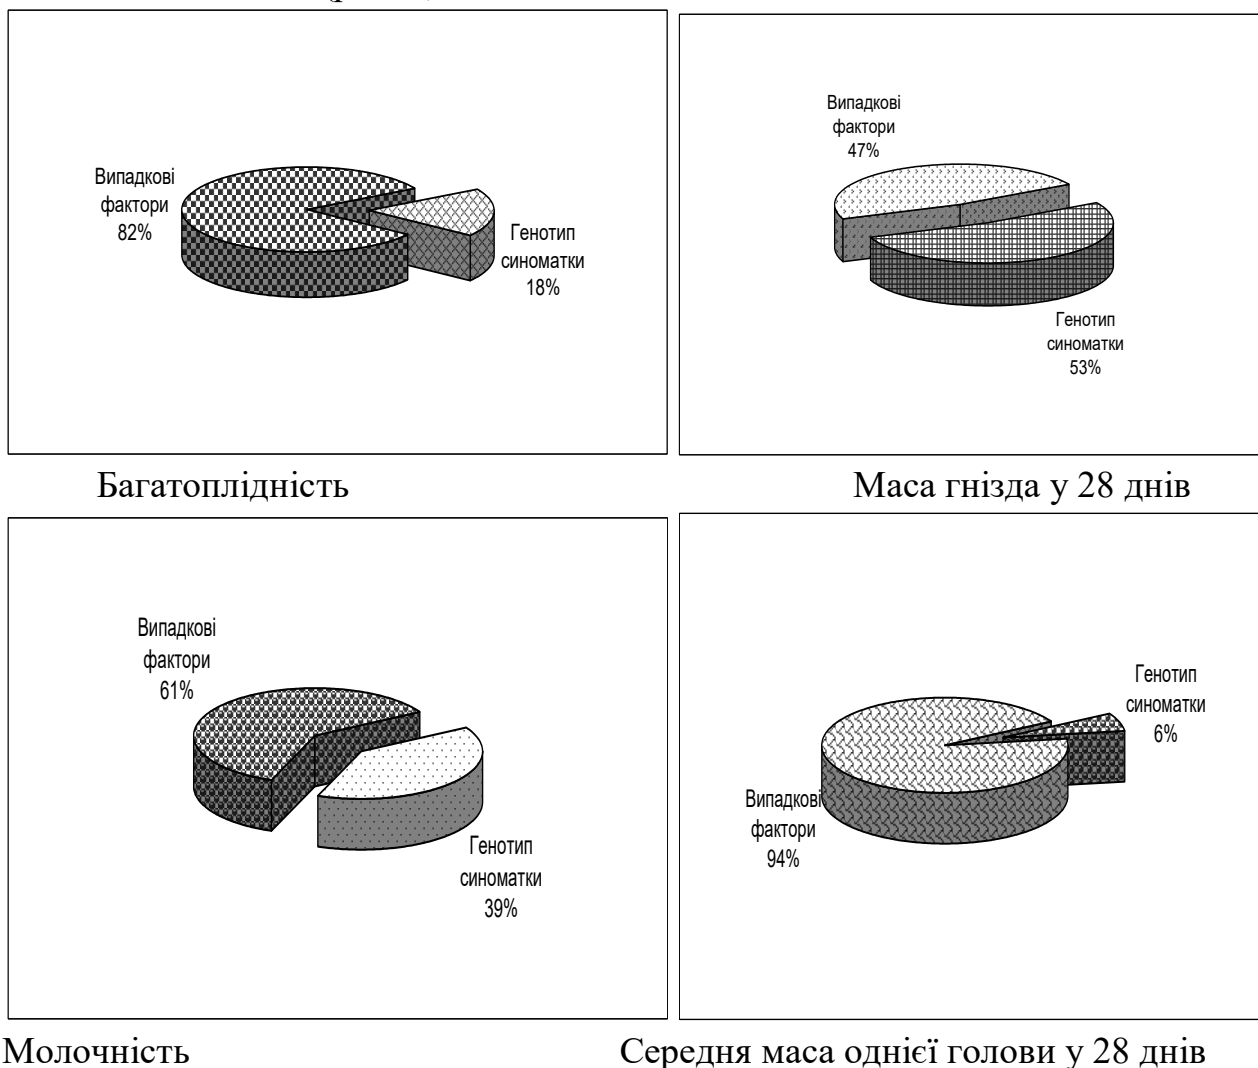 Випадкові
фактори
82%
Генотип
синоматки
18%
Випадкові
фактори
47%
Генотип
синоматки
53%
Багатоплідність
Маса гнізда у 28 днів
Випадкові
фактори
61%
Генотип
синоматки
39%
Генотип
синоматки
6%
Випадкові
фактори
94%
Молочність
Середня маса однієї голови у 28 днів